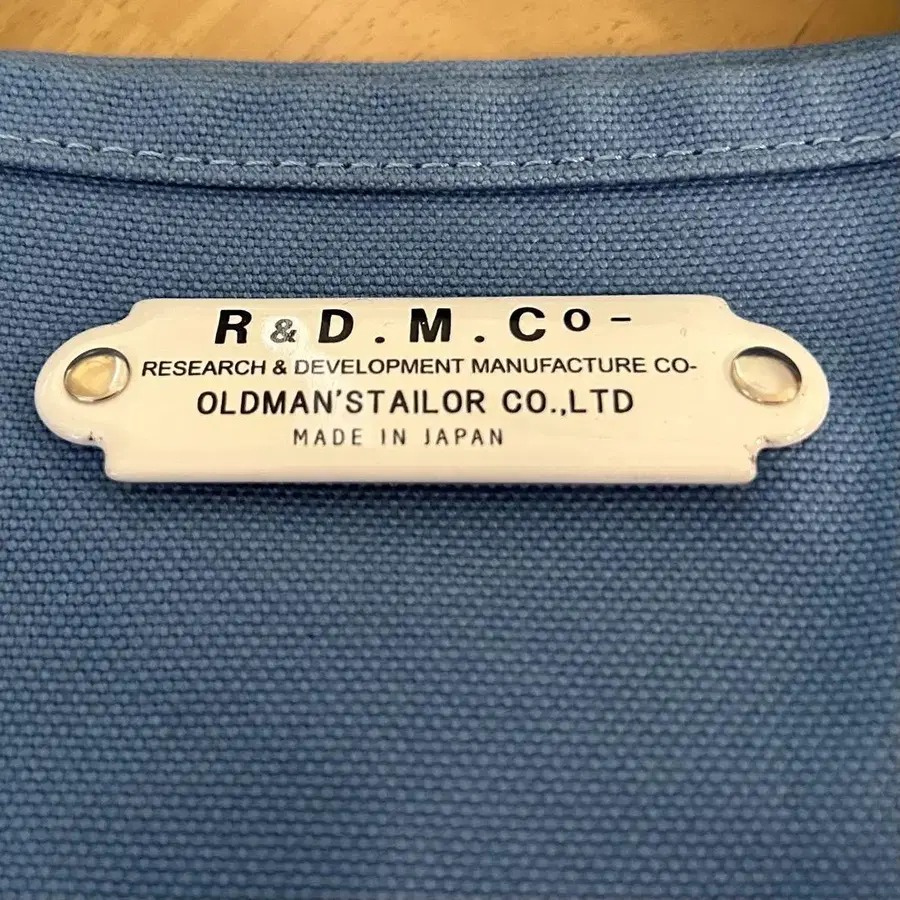 R & D . M . Co -
RESEARCH & DEVELOPMENT MANUFACTURE CO-
OLDMAN'STAILOR CO.,LTD
MADE IN JAPAN